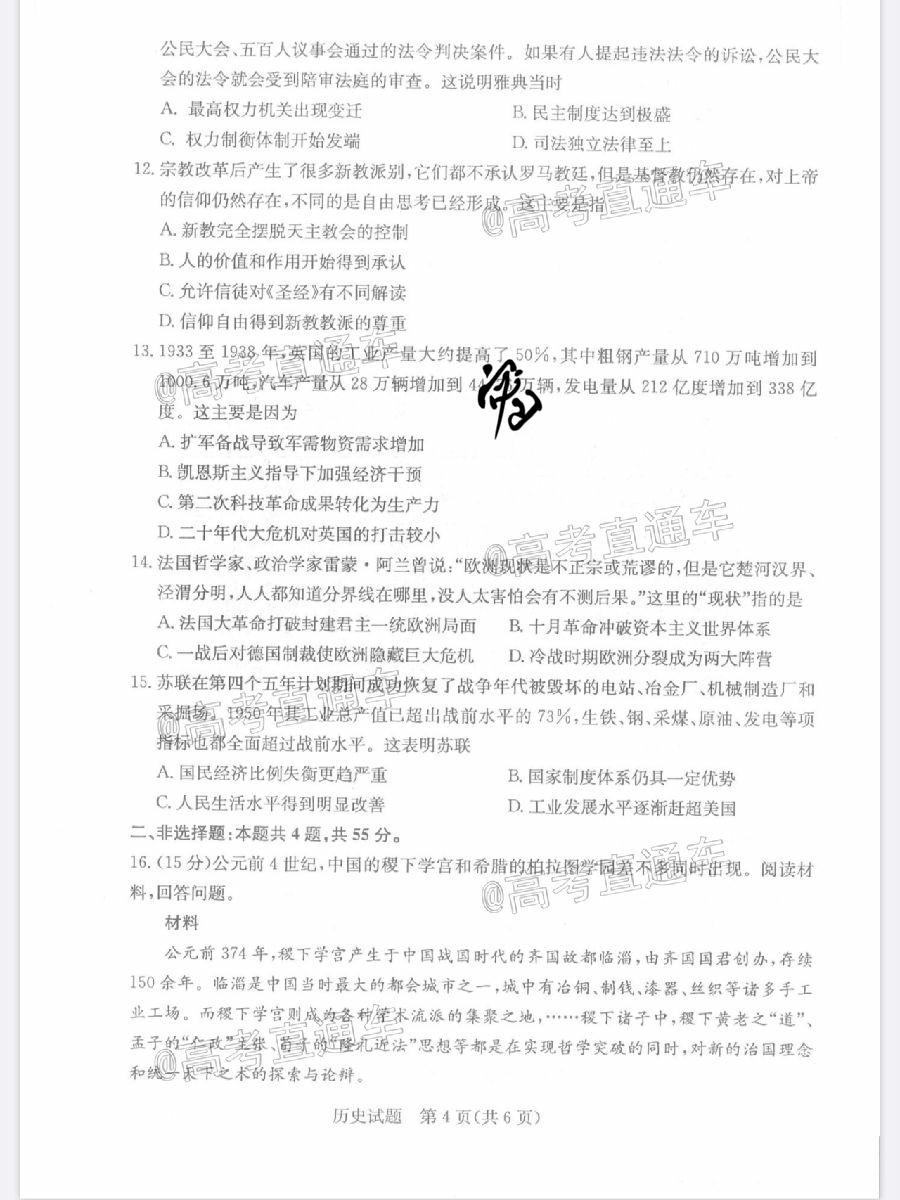 公民大会、五百人议事会通过的法令判决案件。如果有人提起违法法令的诉讼,公民大
会的法令就会受到陪审法庭的审查。这说明雅典当时
A. 最高权力机关出现变迁 B. 民主制度达到极盛
C. 权力制衡体制开始发端 D. 司法独立法律至上
12. 宗教改革后产生了很多新教派别,它们都不承认罗马教廷,但是基督教仍然存在,对上帝
的信仰仍然存在,不同的是自由思考已经形成。这主要是指
@高考直通车
A. 新教完全摆脱天主教会的控制
B. 人的价值和作用开始得到承认
C. 允许信徒对《圣经》有不同解读
D. 信仰自由得到新教教派的尊重
13. 1933 至 1938 年,英国的工业产量大约提高了 50%,其中粗钢产量从 710 万吨增加到
@高考直通车
1000.6 万吨,汽车产量从 28 万辆增加到 万辆,发电量从 212 亿度增加到 338 亿
度。这主要是因为
A. 扩军备战导致军需物资需求增加
B. 凯恩斯主义指导下加强经济干预
C. 第二次科技革命成果转化为生产力
D. 二十年代大危机对英国的打击较小
@高考直通车
14. 法国哲学家、政治学家雷蒙·阿兰曾说:“欧洲现状是不正宗或荒谬的,但是它楚河汉界、
泾渭分明,人人都知道分界线在哪里,没人太害怕会有不测后果。”这里的“现状”指的是
A. 法国大革命打破封建君主一统欧洲局面 B. 十月革命冲破资本主义世界体系
C. 一战后对德国制裁使欧洲隐藏巨大危机 D. 冷战时期欧洲分裂成为两大阵营
15. 苏联在第四个五年计划期间成功恢复了战争年代被毁坏的电站、冶金厂、机械制造厂和
@高考直通车
采掘场。1950 年其工业总产值已超出战前水平的 73%,生铁、钢、采煤、原油、发电等项
指标也都全面超过战前水平。这表明苏联
A. 国民经济比例失衡更趋严重 B. 国家制度体系仍具一定优势
C. 人民生活水平得到明显改善 D. 工业发展水平逐渐赶超美国
二、非选择题:本题共 4 题,共 55 分。
16. (15 分)公元前 4 世纪,中国的稷下学宫和希腊的柏拉图学园差不多同时出现。阅读材
料,回答问题。
@高考直通车
材料
公元前 374 年,稷下学宫产生于中国战国时代的齐国故都临淄,由齐国国君创办,存续
150 余年。临淄是中国当时最大的都会城市之一,城中有冶铜、制钱、漆器、丝织等诸多手工
业工场。而稷下学宫则成为各种学术流派的集聚之地,……稷下诸子中,稷下黄老之“道”、
@高考直通车
孟子的“仁政”主张、荀子的“隆礼近法”思想等都是在实现哲学突破的同时,对新的治国理念
和统一天下之术的探索与论辩。
历史试题 第 4 页(共 6 页)